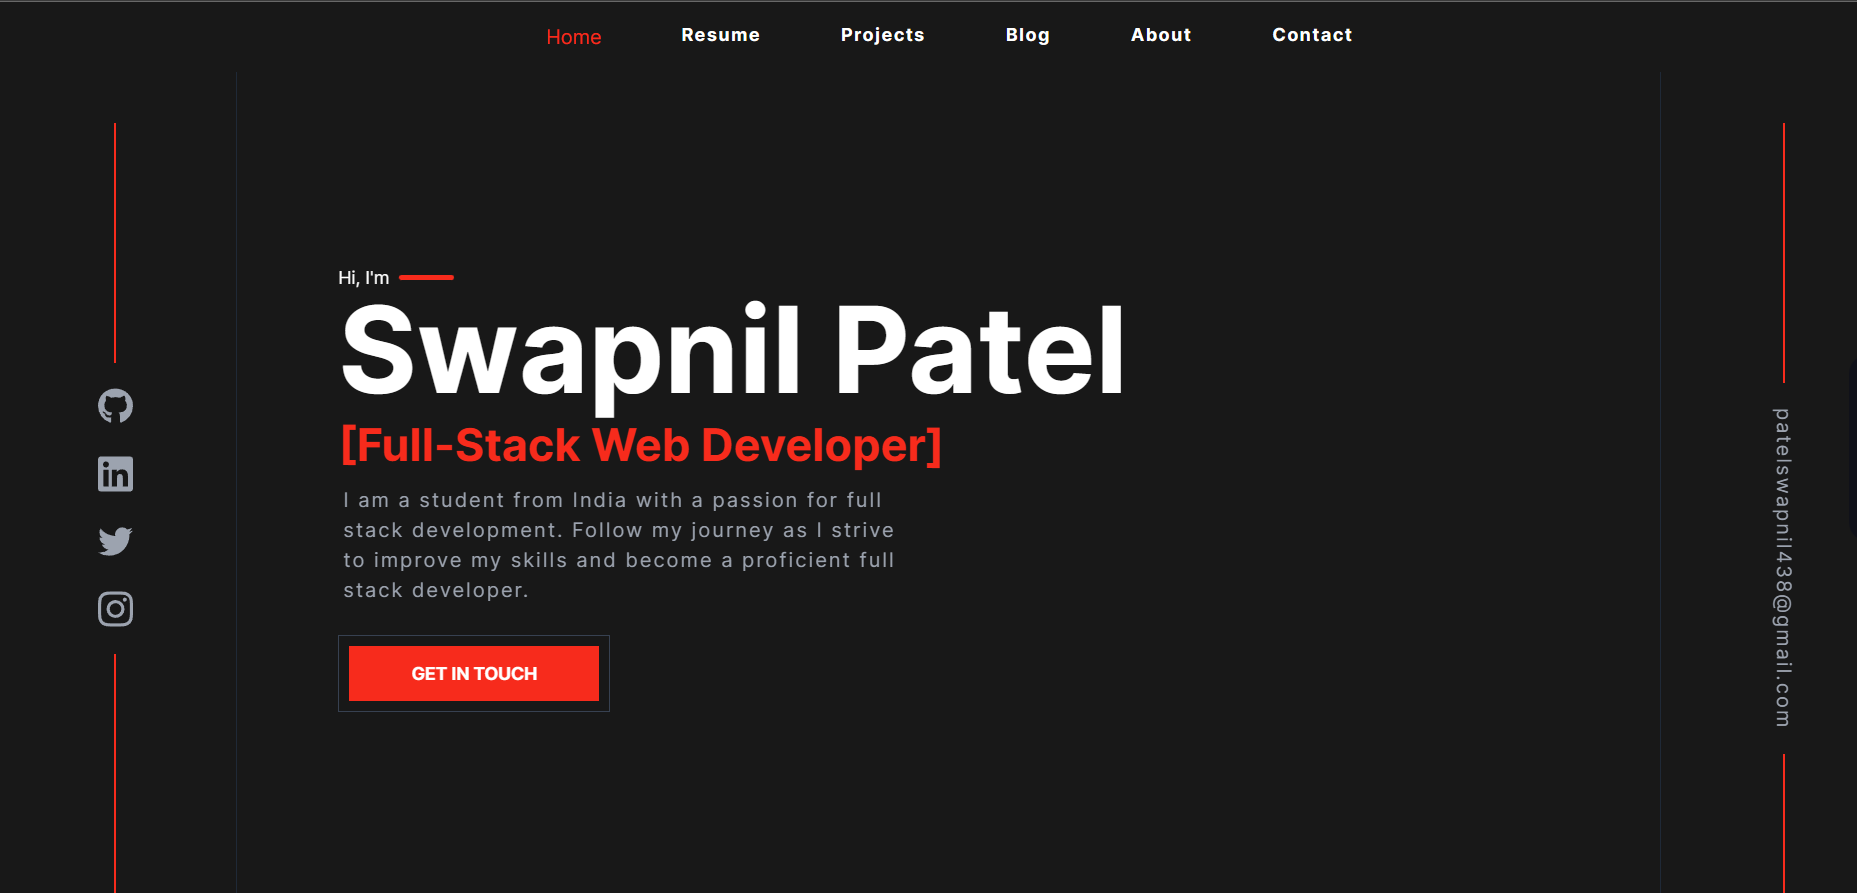 Home Resume Projects Blog About Contact
Hi, I'm
Swapnil Patel
[Full-Stack Web Developer]
I am a student from India with a passion for full
stack development. Follow my journey as I strive
to improve my skills and become a proficient full
stack developer.
GET IN TOUCH
in
patelswapnil438@gmail.com